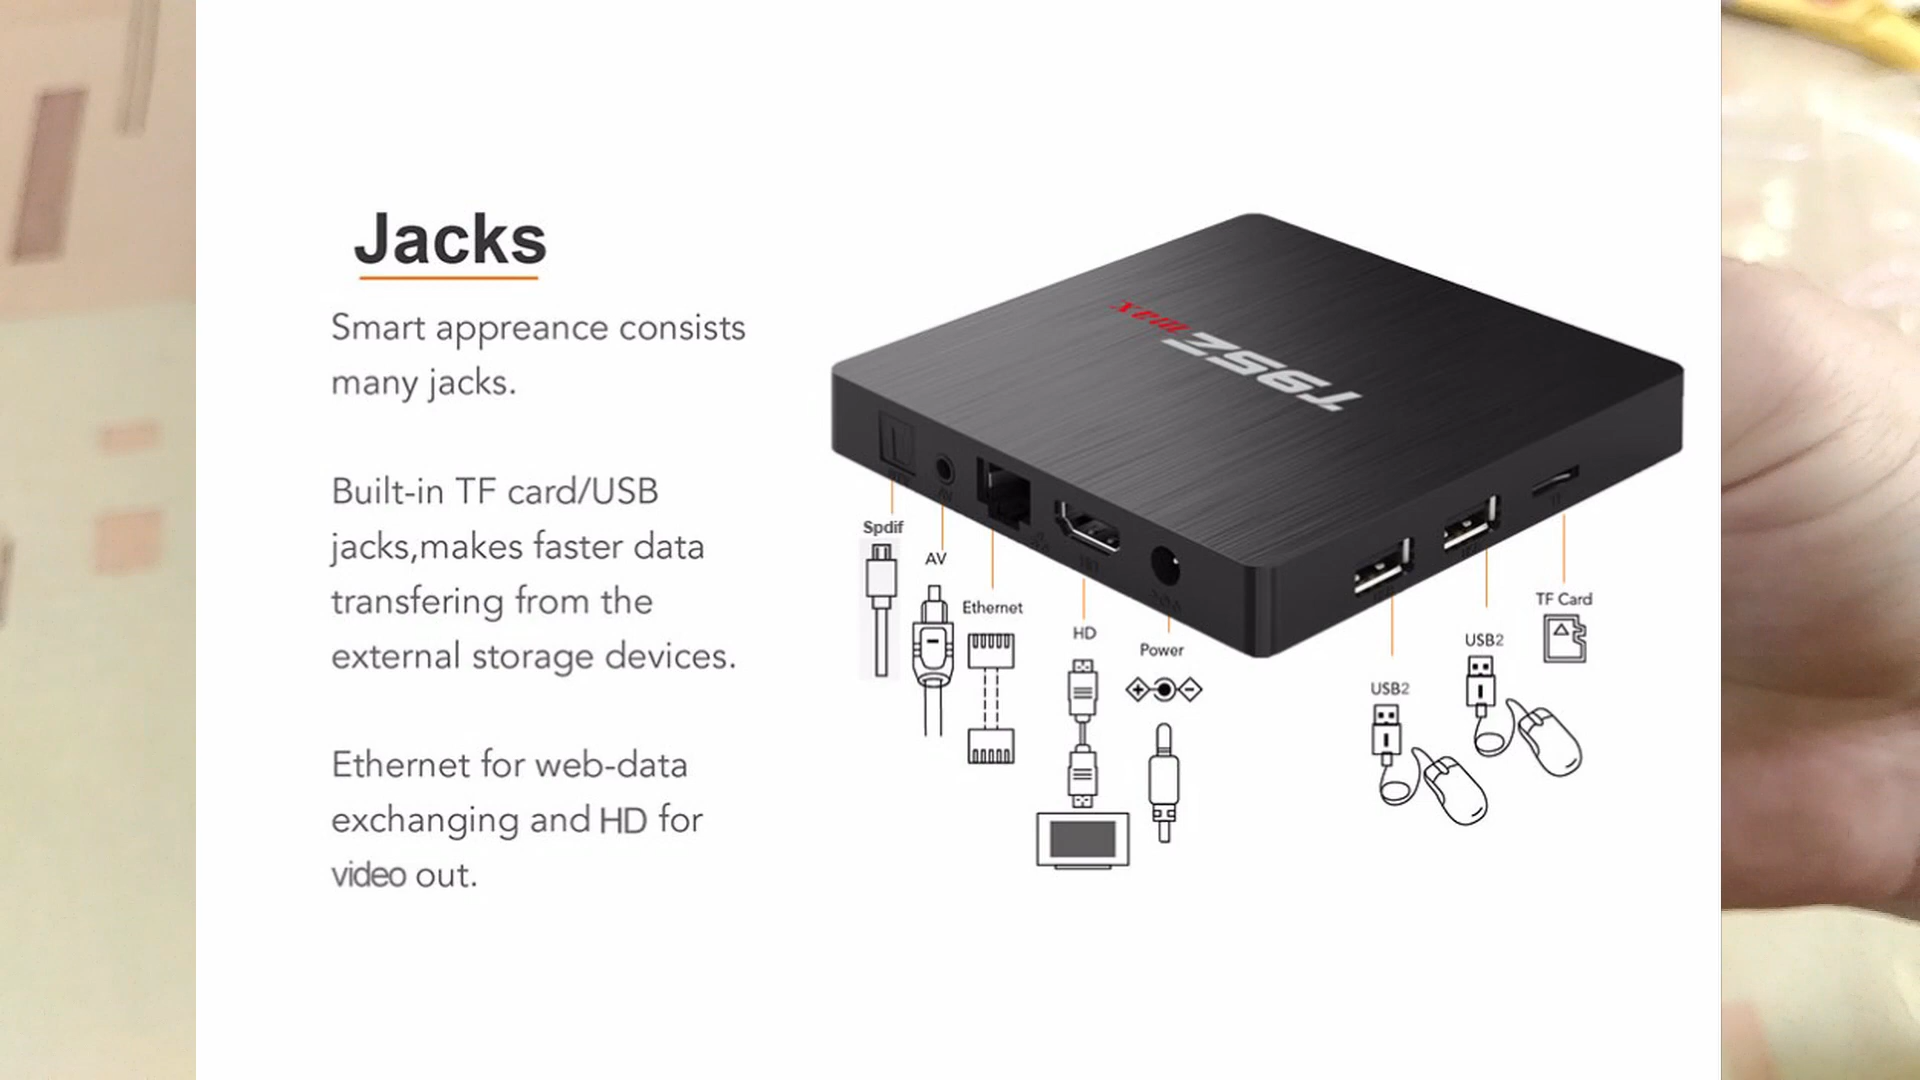 Jacks
Smart appreance consists
many jacks.
Built-in TF card/USB
jacks,makes faster data
transfering from the
external storage devices.
Ethernet for web-data
exchanging and HD for
video out.
T95Z max
Spdif
AV
Ethernet
HD
Power
USB2
USB2
TF Card
AV